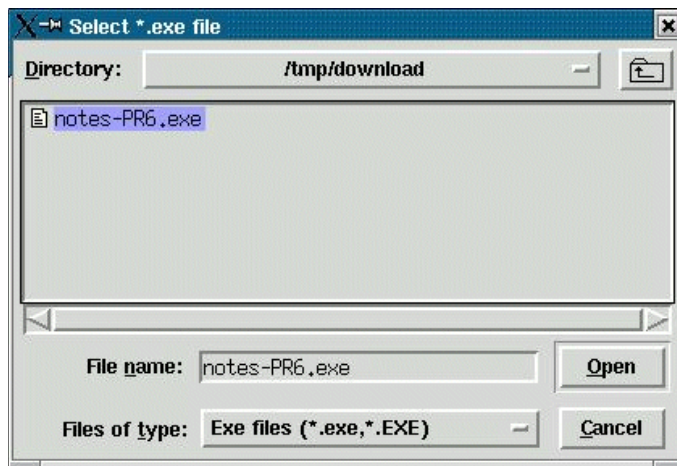 Select *.exe file
Directory: /tmp/download
notes-PR6.exe
File name: notes-PR6.exe Open
Files of type: Exe files (*.exe,*.EXE) Cancel